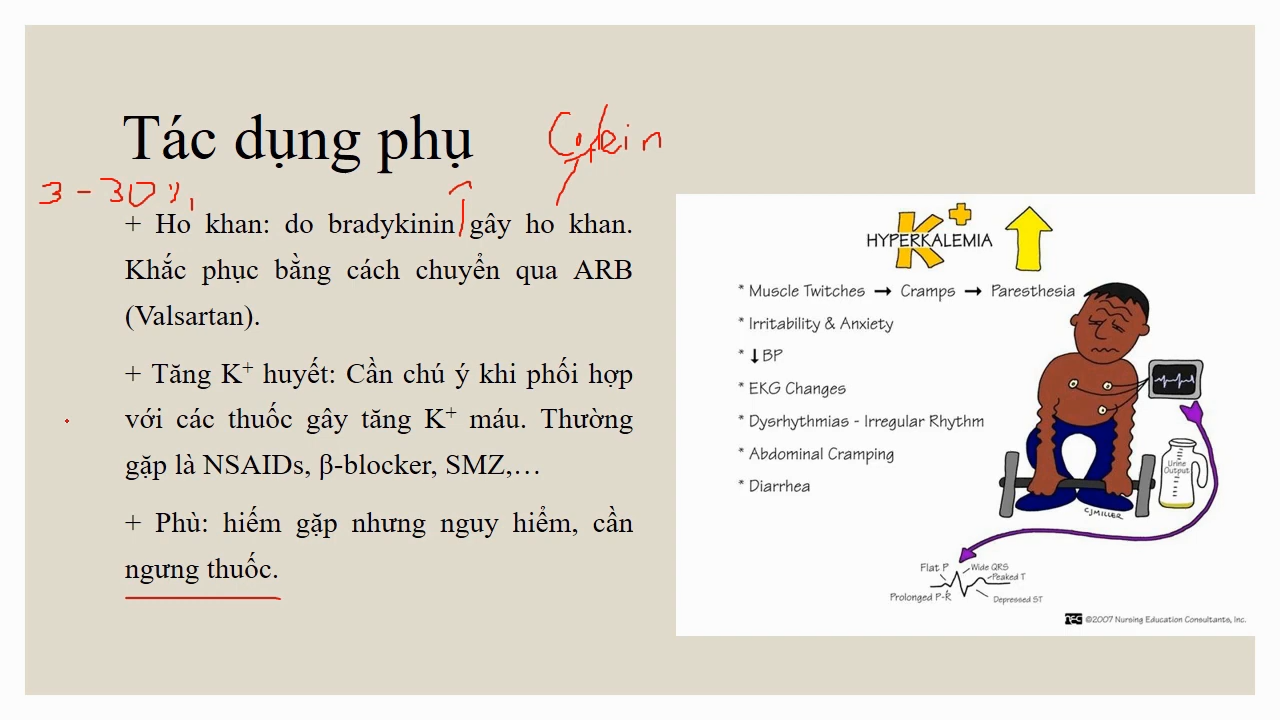 Tác dụng phụ
3 - 30 %
+ Ho khan: do bradykinin ↑ gây ho khan.
Khắc phục bằng cách chuyển qua ARB
(Valsartan).
+ Tăng K⁺ huyết: Cần chú ý khi phối hợp
với các thuốc gây tăng K⁺ máu. Thường
gặp là NSAIDs, β-blocker, SMZ,…
+ Phù: hiếm gặp nhưng nguy hiểm, cần
ngưng thuốc.
K+
HYPERKALEMIA
* Muscle Twitches → Cramps → Paresthesia
* Irritability & Anxiety
* ↓ BP
* EKG Changes
* Dysrhythmias - Irregular Rhythm
* Abdominal Cramping
* Diarrhea
Urine
Output
CJMILLER
Flat P
Wide QRS
Peaked T
Prolonged P-R
Depressed ST
©2007 Nursing Education Consultants, Inc.